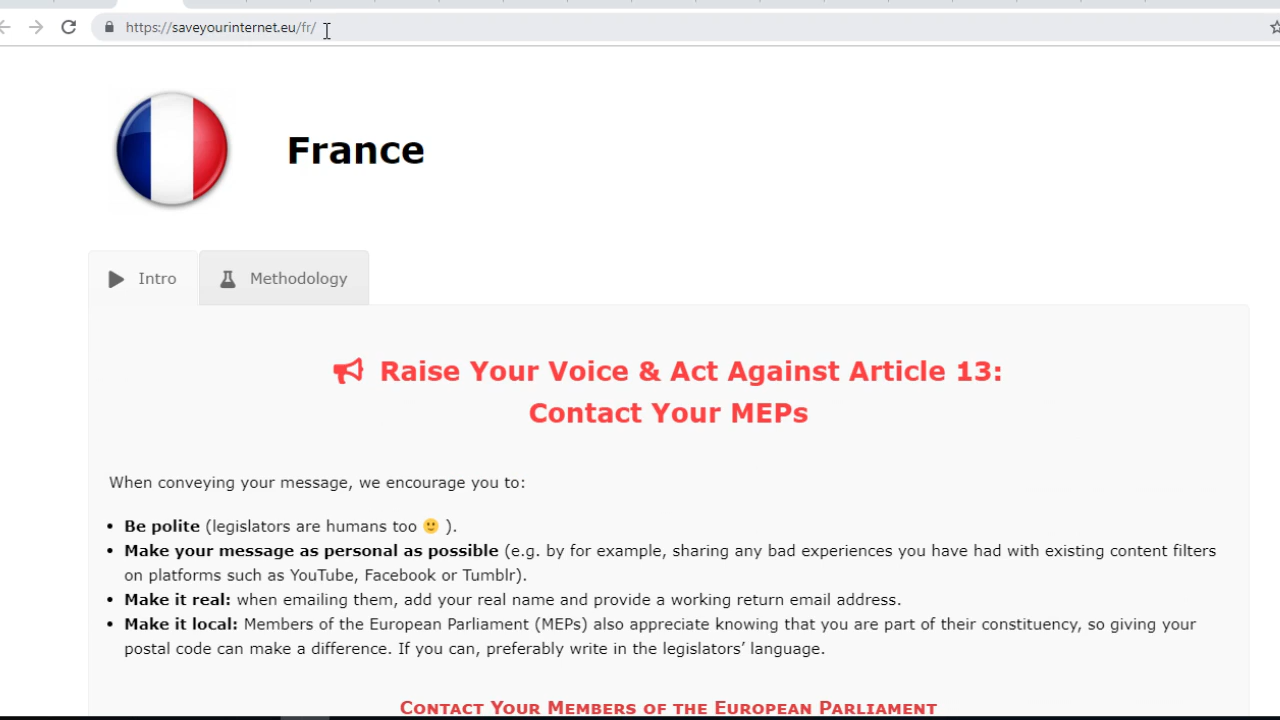 https://saveyourinternet.eu/fr/
France
Intro
Methodology
Raise Your Voice & Act Against Article 13:
Contact Your MEPs
When conveying your message, we encourage you to:
• Be polite (legislators are humans too 🙂 ).
• Make your message as personal as possible (e.g. by for example, sharing any bad experiences you have had with existing content filters
on platforms such as YouTube, Facebook or Tumblr).
• Make it real: when emailing them, add your real name and provide a working return email address.
• Make it local: Members of the European Parliament (MEPs) also appreciate knowing that you are part of their constituency, so giving your
postal code can make a difference. If you can, preferably write in the legislators’ language.
Contact Your Members of the European Parliament